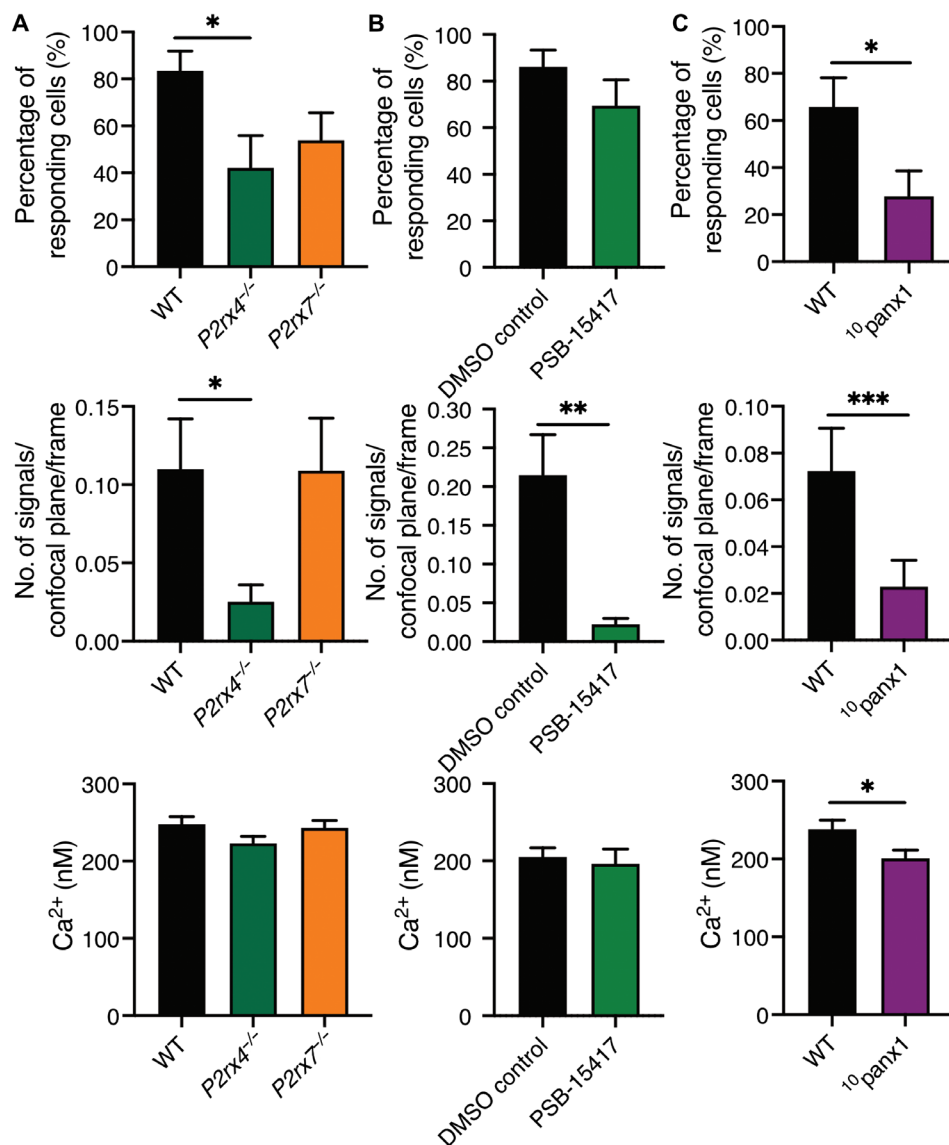 A
Percentage of
responding cells (%)
100
80
60
40
20
0
*
WT
P2rx4⁻/⁻
P2rx7⁻/⁻
B
Percentage of
responding cells (%)
100
80
60
40
20
0
DMSO control
PSB-15417
C
Percentage of
responding cells (%)
100
80
60
40
20
0
*
WT
¹⁰panx1
No. of signals/
confocal plane/frame
0.15
0.10
0.05
0.00
*
WT
P2rx4⁻/⁻
P2rx7⁻/⁻
No. of signals/
confocal plane/frame
0.30
0.25
0.20
0.15
0.10
0.05
0.00
**
DMSO control
PSB-15417
No. of signals/
confocal plane/frame
0.10
0.08
0.06
0.04
0.02
0.00
***
WT
¹⁰panx1
Ca²⁺ (nM)
300
200
100
0
WT
P2rx4⁻/⁻
P2rx7⁻/⁻
Ca²⁺ (nM)
300
200
100
0
DMSO control
PSB-15417
Ca²⁺ (nM)
300
200
100
0
*
WT
¹⁰panx1